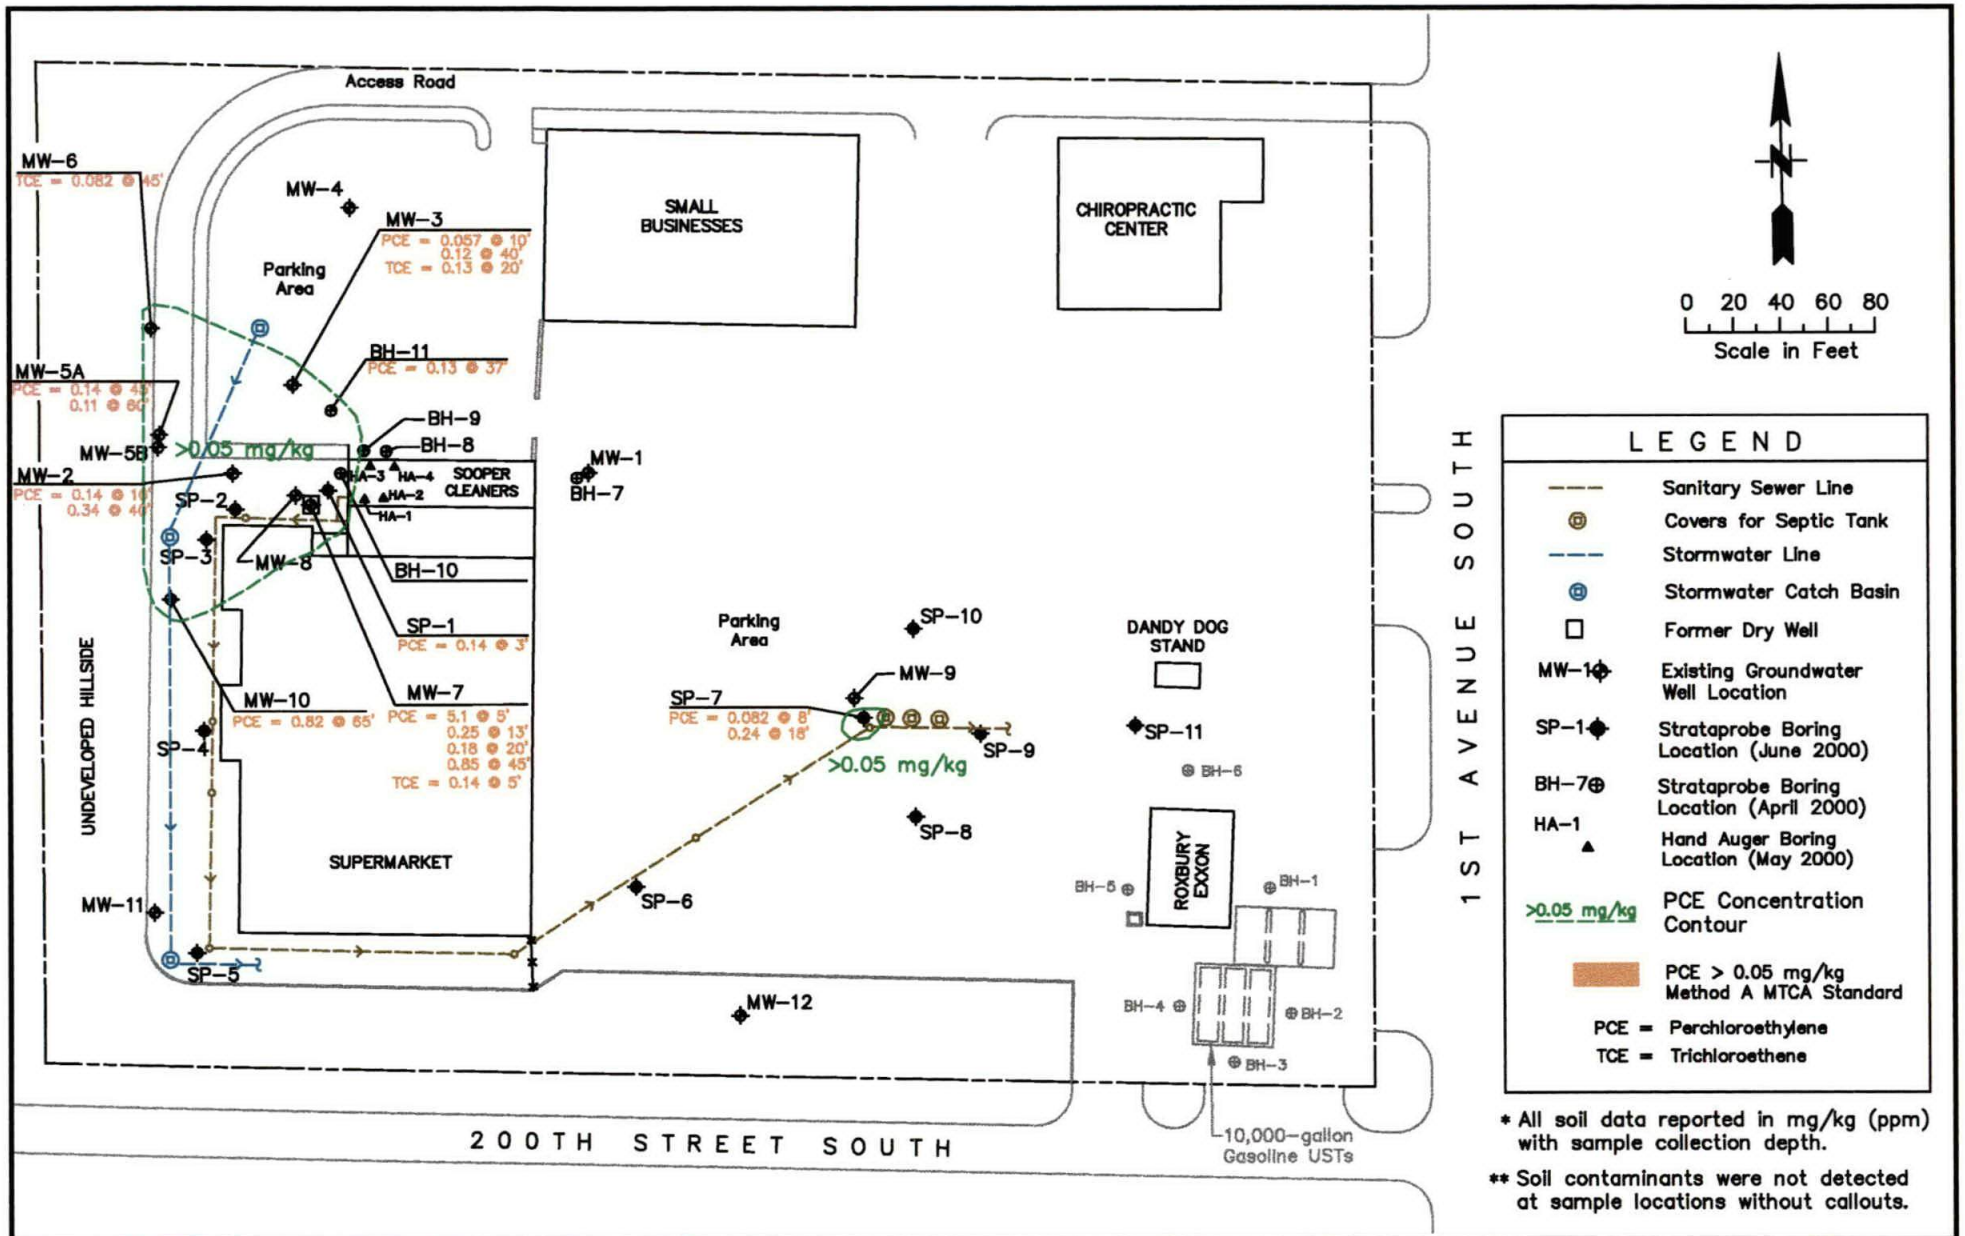 Access Road
MW-6
TCE = 0.082 @ 45'
MW-4
MW-3
PCE = 0.057 @ 10'
0.12 @ 40'
TCE = 0.13 @ 20'
Parking
Area
SMALL
BUSINESSES
CHIROPRACTIC
CENTER
N
0 20 40 60 80
Scale in Feet
BH-11
PCE = 0.13 @ 37'
MW-5A
PCE = 0.14 @ 45'
0.11 @ 60'
MW-5B
>0.05 mg/kg
BH-9
BH-8
MW-2
PCE = 0.14 @ 10'
0.34 @ 40'
HA-3
HA-4
HA-2
HA-1
SOOPER
CLEANERS
MW-1
BH-7
SP-2
SP-3
MW-8
BH-10
SP-1
PCE = 0.14 @ 3'
MW-10
PCE = 0.82 @ 65'
MW-7
PCE = 5.1 @ 5'
0.25 @ 13'
0.18 @ 20'
0.85 @ 45'
TCE = 0.14 @ 5'
SP-4
UNDEVELOPED HILLSIDE
SUPERMARKET
MW-11
SP-5
Parking
Area
SP-10
MW-9
SP-7
PCE = 0.082 @ 8'
0.24 @ 18'
>0.05 mg/kg
SP-9
SP-8
SP-6
MW-12
DANDY DOG
STAND
SP-11
BH-6
ROXBURY
EXXON
BH-5
BH-1
BH-4
BH-2
BH-3
10,000-gallon
Gasoline USTs
200TH STREET SOUTH
1ST AVENUE SOUTH
LEGEND
Sanitary Sewer Line
Covers for Septic Tank
Stormwater Line
Stormwater Catch Basin
Former Dry Well
MW-1 Existing Groundwater
Well Location
SP-1 Strataprobe Boring
Location (June 2000)
BH-7 Strataprobe Boring
Location (April 2000)
HA-1 Hand Auger Boring
Location (May 2000)
>0.05 mg/kg PCE Concentration
Contour
PCE > 0.05 mg/kg
Method A MTCA Standard
PCE = Perchloroethylene
TCE = Trichloroethene
* All soil data reported in mg/kg (ppm)
with sample collection depth.
** Soil contaminants were not detected
at sample locations without callouts.